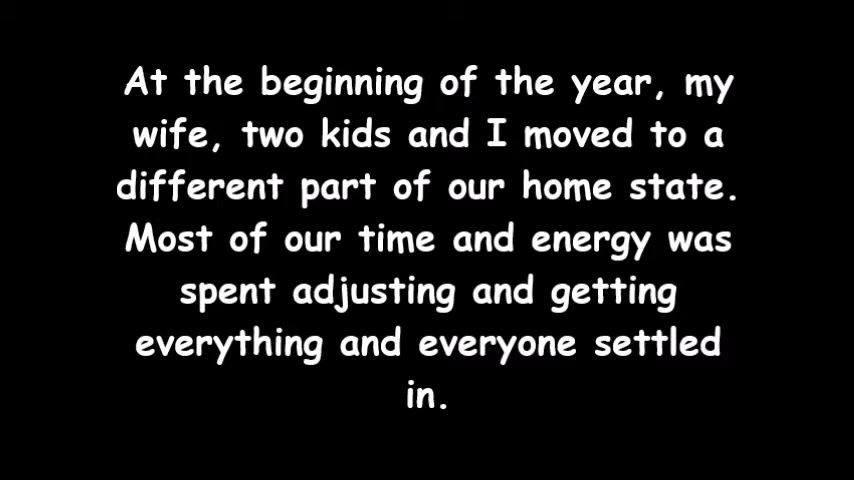 At the beginning of the year, my
wife, two kids and I moved to a
different part of our home state.
Most of our time and energy was
spent adjusting and getting
everything and everyone settled
in.